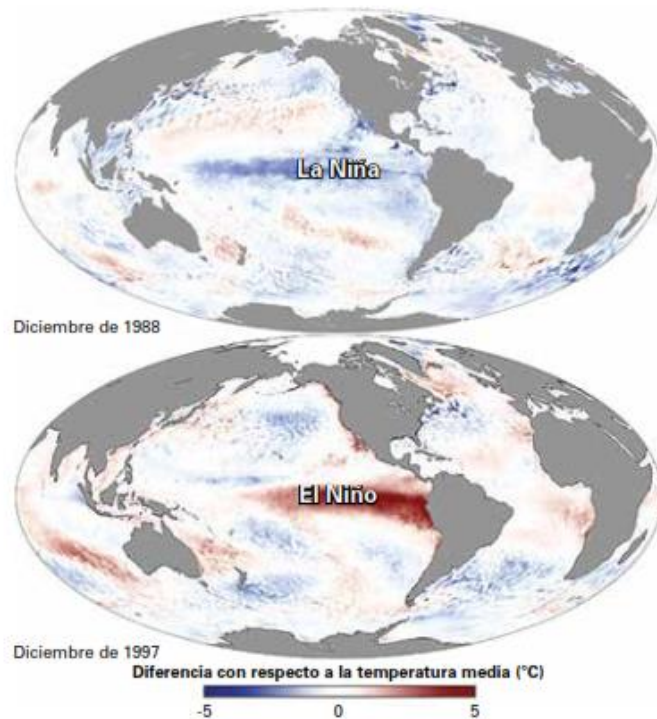 La Niña
Diciembre de 1988
El Niño
Diciembre de 1997
Diferencia con respecto a la temperatura media (°C)
-5 0 5